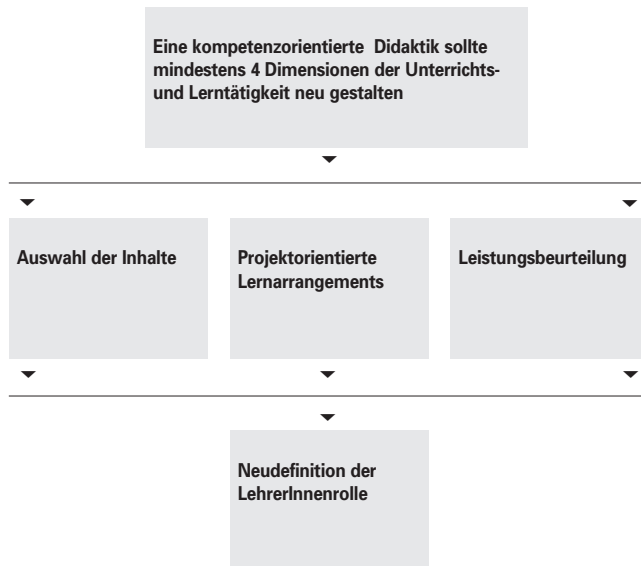 Eine kompetenzorientierte Didaktik sollte
mindestens 4 Dimensionen der Unterrichts-
und Lerntätigkeit neu gestalten
Auswahl der Inhalte
Projektorientierte
Lernarrangements
Leistungsbeurteilung
Neudefinition der
LehrerInnenrolle